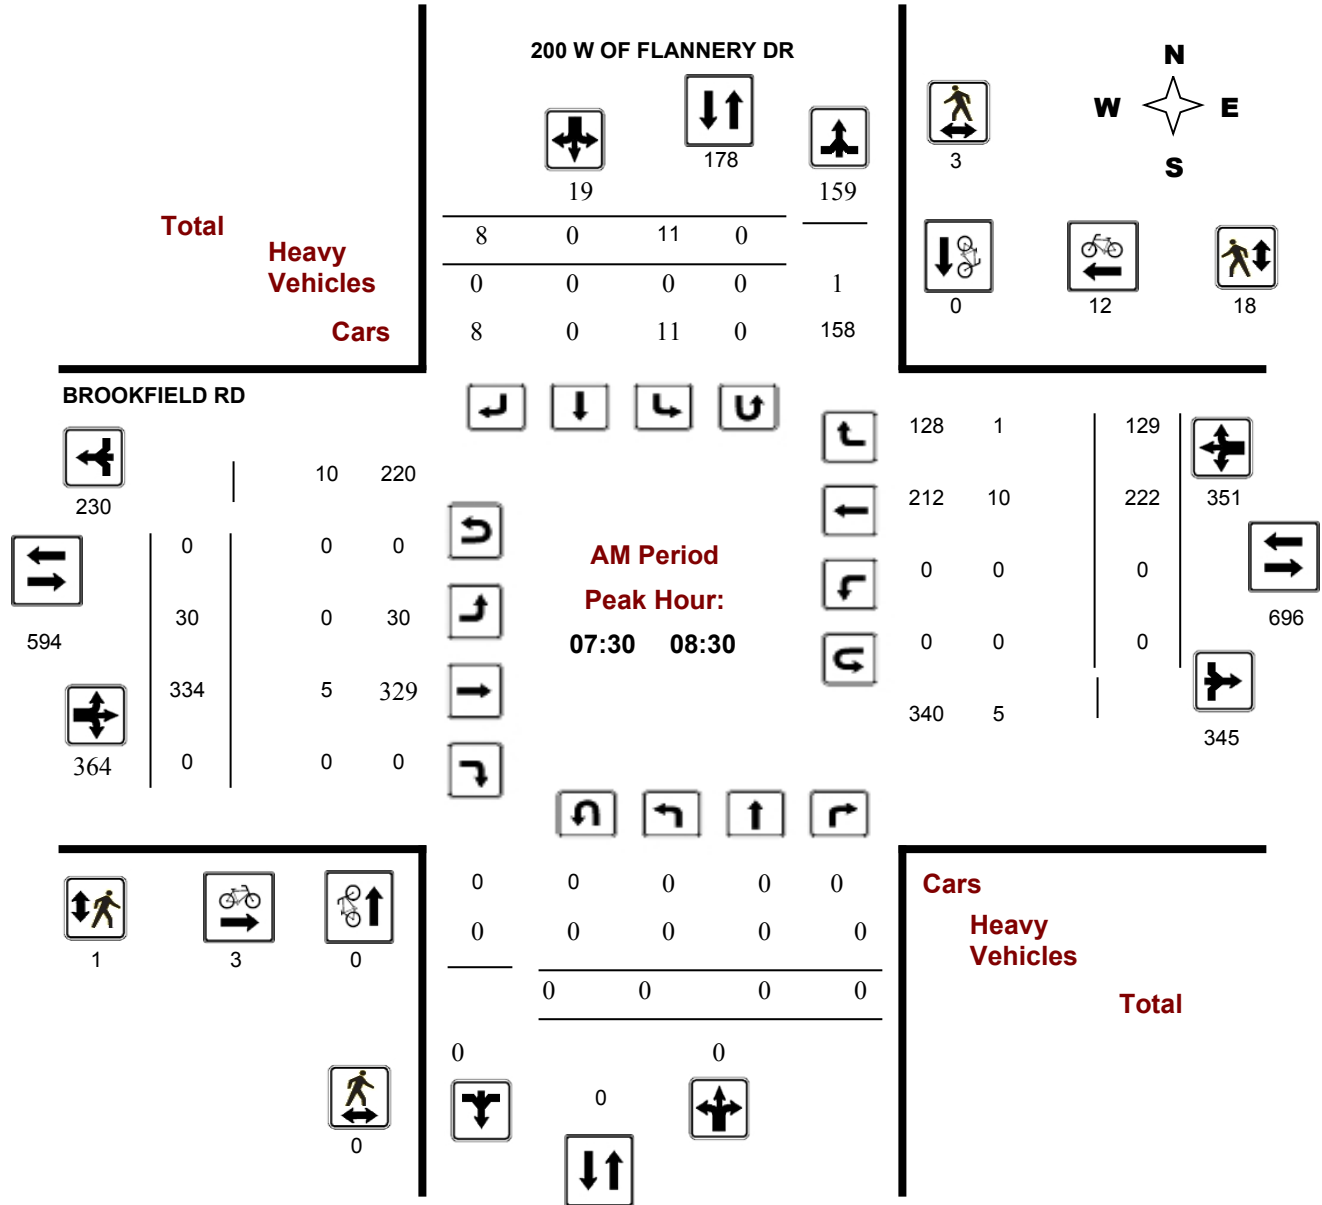 200 W OF FLANNERY DR
N
W E
S
178
3
19 159
Total
8 0 11 0
Heavy
Vehicles
0 0 0 0 1
0 12 18
Cars
8 0 11 0 158
BROOKFIELD RD
128 1 129
10 220
230
212 10 222 351
0 0 0
AM Period
0 0 0
Peak Hour:
30 0 30
696
594
07:30 08:30
0 0 0
334 5 329
340 5
345
364 0 0 0
0 0 0 0 0
Cars
0 0 0 0 0
Heavy
Vehicles
1 3 0
0 0 0 0
Total
0 0
0
0